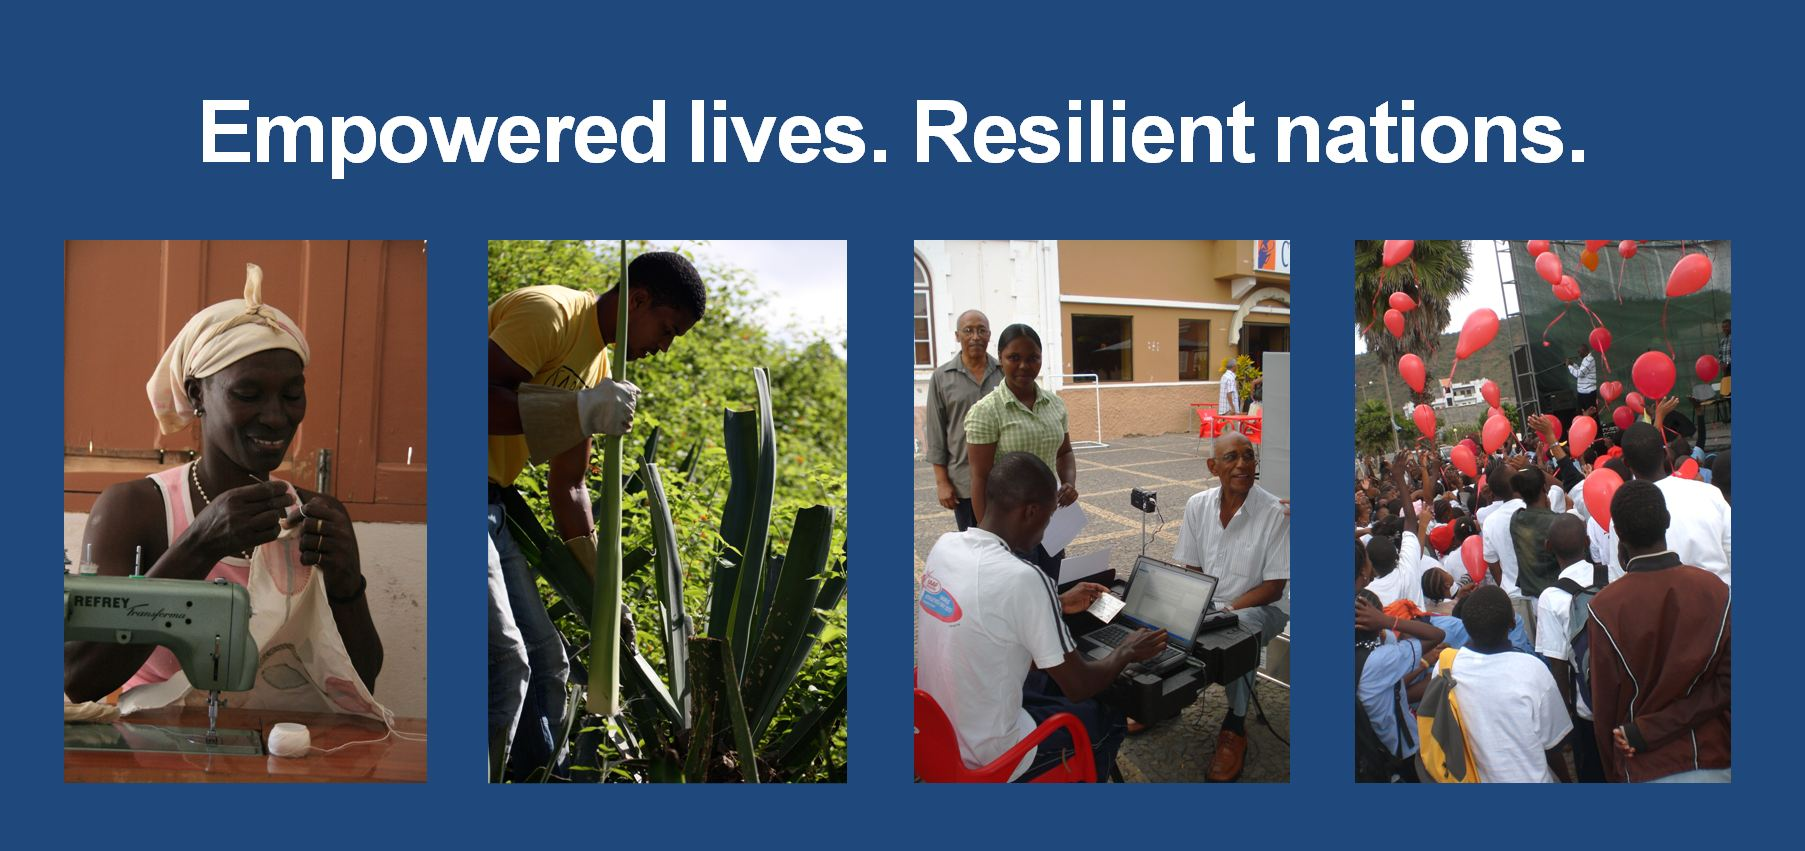 Empowered lives. Resilient nations.
REFREY
Transforma